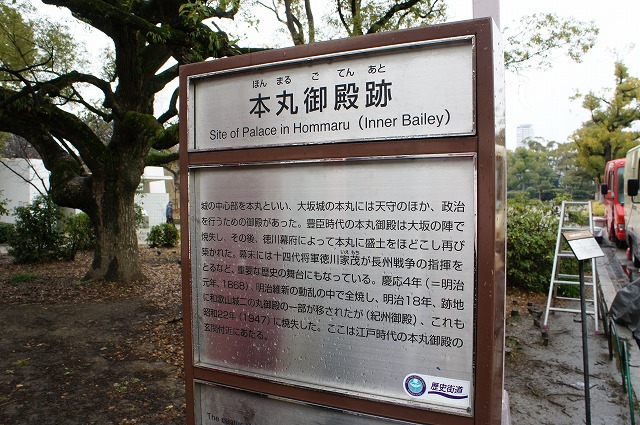 ほん まる ご てん あと
本丸御殿跡
Site of Palace in Hommaru (Inner Bailey)
城の中心部を本丸といい、大坂城の本丸には天守のほか、政治
を行うための御殿があった。豊臣時代の本丸御殿は大坂の陣で
焼失し、その後、徳川幕府によって本丸に盛土をほどこし再び
築かれた。幕末には十四代将軍徳川家茂が長州戦争の指揮を
いえもち
とるなど、重要な歴史の舞台にもなっている。慶応4年(=明治
元年、1868)、明治維新の動乱の中で全焼し、明治18年、跡地
に和歌山城二の丸御殿の一部が移されたが(紀州御殿)、これも
昭和22年(1947)に焼失した。ここは江戸時代の本丸御殿の
玄関付近にあたる。
歴史街道
The